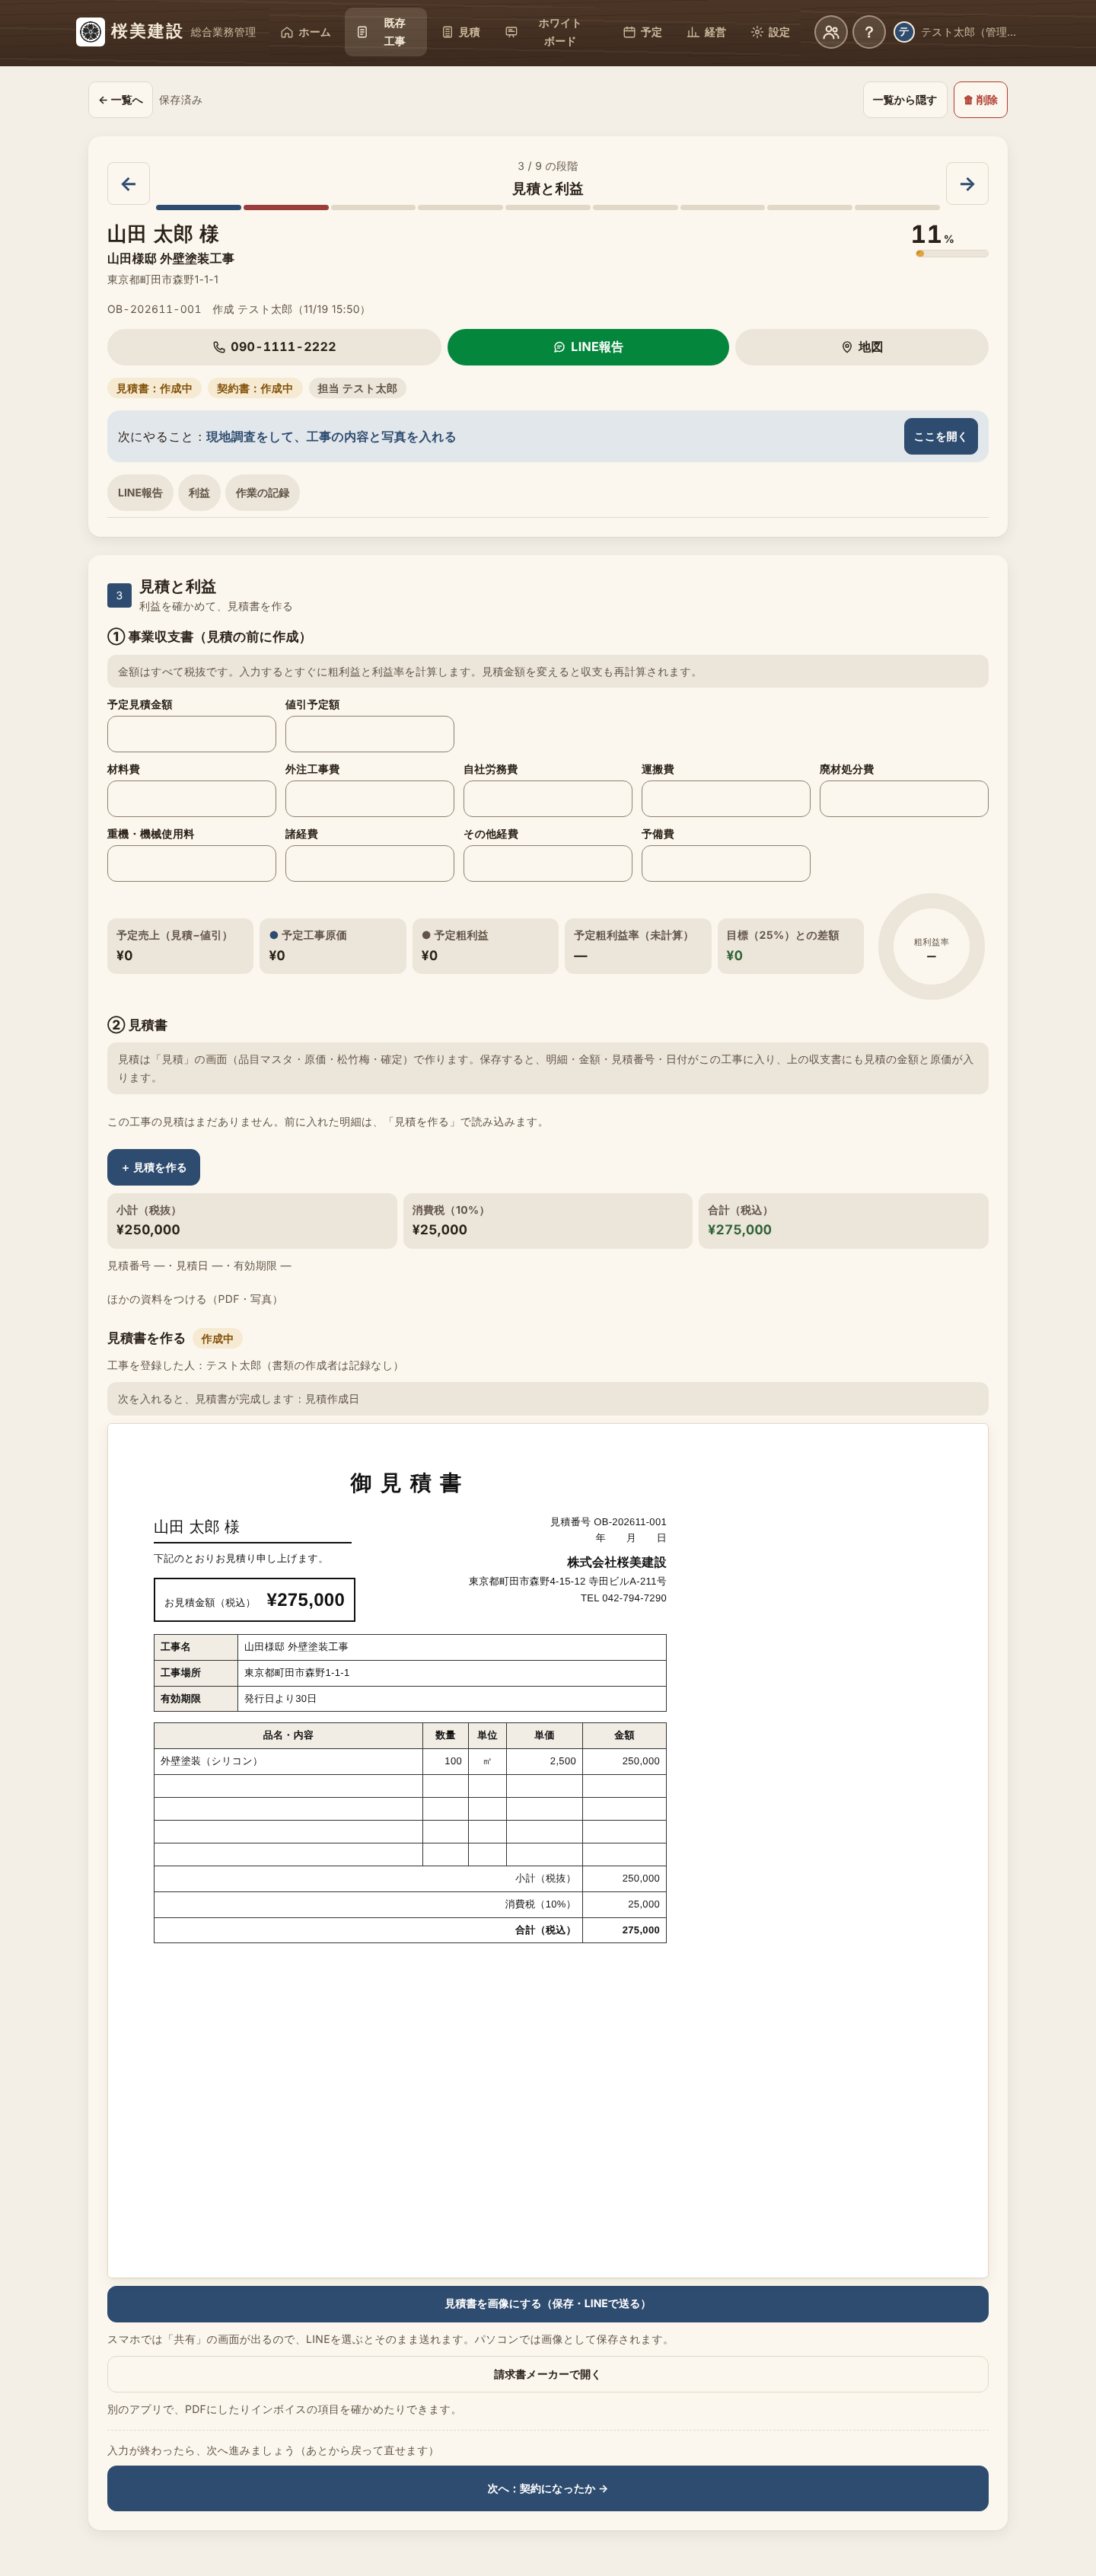 桜美建設 総合業務管理
ホーム
既存
工事
見積
ホワイト
ボード
予定
経営
設定
?
テ テスト太郎（管理...
← 一覧へ 保存済み
一覧から隠す
削除
3 / 9 の段階
見積と利益
←
→
山田 太郎 様
11%
山田様邸 外壁塗装工事
東京都町田市森野1-1-1
OB-202611-001 作成 テスト太郎（11/19 15:50）
090-1111-2222
LINE報告
地図
見積書：作成中
契約書：作成中
担当 テスト太郎
次にやること：現地調査をして、工事の内容と写真を入れる
ここを開く
LINE報告
利益
作業の記録
3 見積と利益
利益を確かめて、見積書を作る
① 事業収支書（見積の前に作成）
金額はすべて税抜です。入力するとすぐに粗利益と利益率を計算します。見積金額を変えると収支も再計算されます。
予定見積金額 値引予定額
材料費 外注工事費 自社労務費 運搬費 廃材処分費
重機・機械使用料 諸経費 その他経費 予備費
予定売上（見積−値引）
¥0
予定工事原価
¥0
予定粗利益
¥0
予定粗利益率（未計算）
—
目標（25%）との差額
¥0
粗利益率
—
② 見積書
見積は「見積」の画面（品目マスタ・原価・松竹梅・確定）で作ります。保存すると、明細・金額・見積番号・日付がこの工事に入り、上の収支書にも見積の金額と原価が入
ります。
この工事の見積はまだありません。前に入れた明細は、「見積を作る」で読み込みます。
＋ 見積を作る
小計（税抜）
¥250,000
消費税（10%）
¥25,000
合計（税込）
¥275,000
見積番号 —・見積日 —・有効期限 —
ほかの資料をつける（PDF・写真）
見積書を作る 作成中
工事を登録した人：テスト太郎（書類の作成者は記録なし）
次を入れると、見積書が完成します：見積作成日
御見積書
山田 太郎 様
下記のとおりお見積り申し上げます。
お見積金額（税込） ¥275,000
見積番号 OB-202611-001
年 月 日
株式会社桜美建設
東京都町田市森野4-15-12 寺田ビルA-211号
TEL 042-794-7290
工事名 山田様邸 外壁塗装工事
工事場所 東京都町田市森野1-1-1
有効期限 発行日より30日
品名・内容 数量 単位 単価 金額
外壁塗装（シリコン） 100 ㎡ 2,500 250,000
小計（税抜） 250,000
消費税（10%） 25,000
合計（税込） 275,000
見積書を画像にする（保存・LINEで送る）
スマホでは「共有」の画面が出るので、LINEを選ぶとそのまま送れます。パソコンでは画像として保存されます。
請求書メーカーで開く
別のアプリで、PDFにしたりインボイスの項目を確かめたりできます。
入力が終わったら、次へ進みましょう（あとから戻って直せます）
次へ：契約になったか →